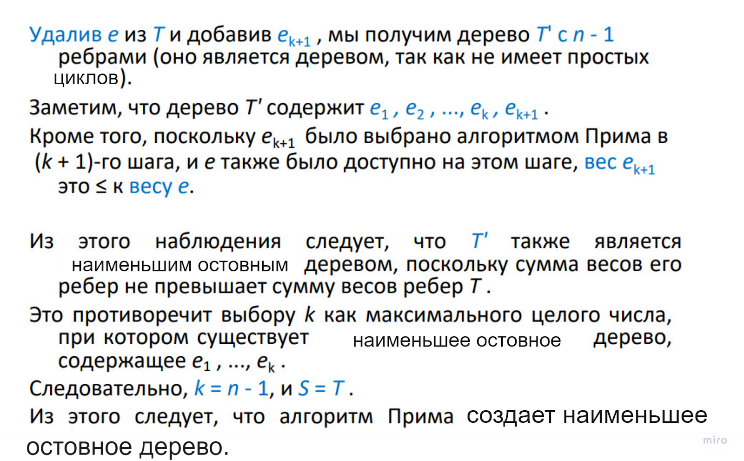 Удалив e из T и добавив eₖ₊₁ , мы получим дерево T' с n - 1
ребрами (оно является деревом, так как не имеет простых
циклов).
Заметим, что дерево T' содержит e₁ , e₂ , ..., eₖ , eₖ₊₁ .
Кроме того, поскольку eₖ₊₁ было выбрано алгоритмом Прима в
(k + 1)-го шага, и e также было доступно на этом шаге, вес eₖ₊₁
это ≤ к весу e.
Из этого наблюдения следует, что T' также является
наименьшим остовным деревом, поскольку сумма весов его
ребер не превышает сумму весов ребер T .
Это противоречит выбору k как максимального целого числа,
при котором существует наименьшее остовное дерево,
содержащее e₁ , ..., eₖ .
Следовательно, k = n - 1, и S = T .
Из этого следует, что алгоритм Прима создает наименьшее
остовное дерево.
miro